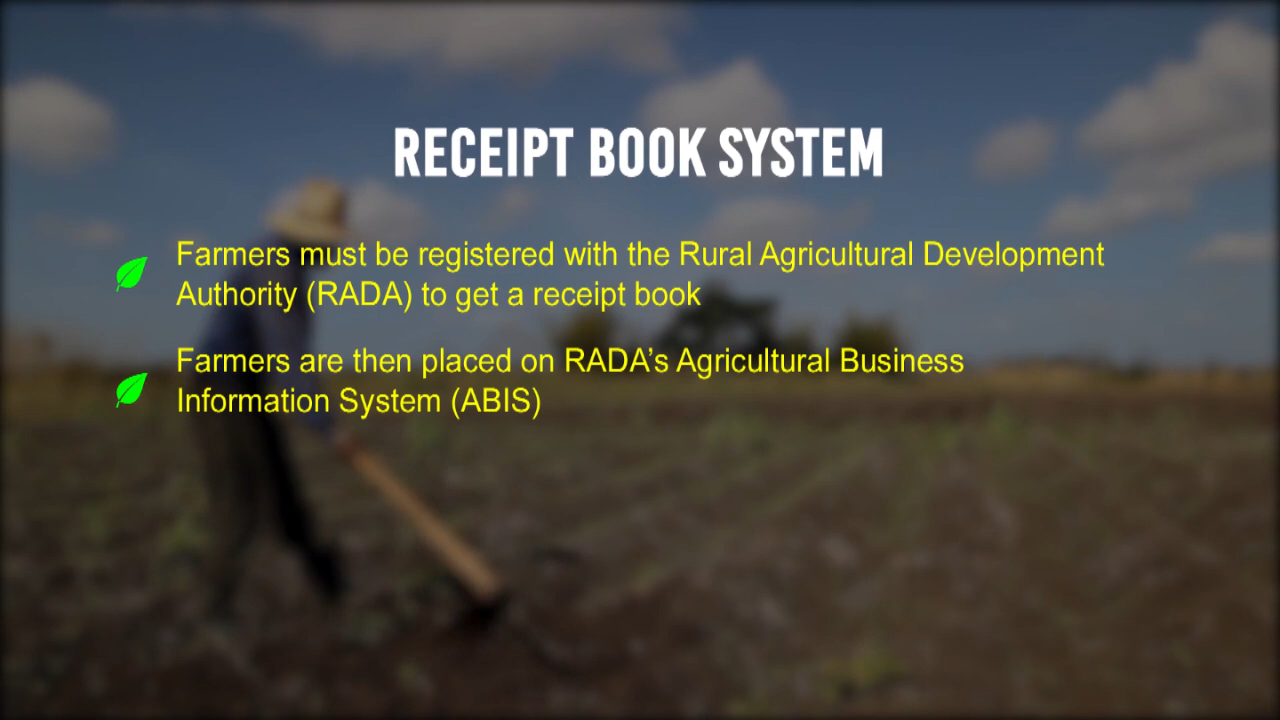 RECEIPT BOOK SYSTEM
Farmers must be registered with the Rural Agricultural Development
Authority (RADA) to get a receipt book
Farmers are then placed on RADA’s Agricultural Business
Information System (ABIS)